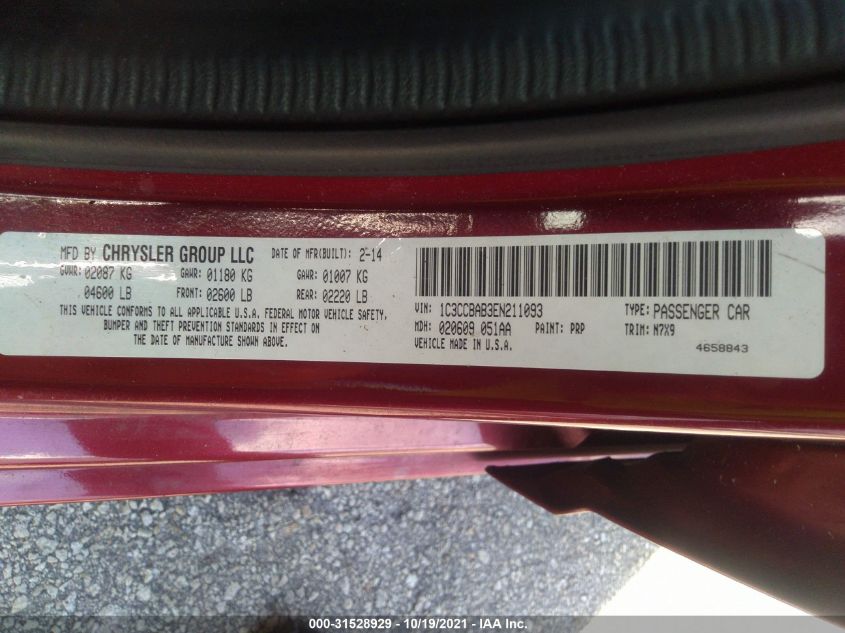 MFD BY CHRYSLER GROUP LLC DATE OF MFR(BUILT): 2-14
GVWR: 02087 KG GAWR: 01180 KG GAWR: 01007 KG
04600 LB FRONT: 02600 LB REAR: 02220 LB
THIS VEHICLE CONFORMS TO ALL APPLICABLE U.S.A. FEDERAL MOTOR VEHICLE SAFETY,
BUMPER AND THEFT PREVENTION STANDARDS IN EFFECT ON
THE DATE OF MANUFACTURE SHOWN ABOVE.
VIN: 1C3CCBAB3EN211093 TYPE: PASSENGER CAR
MDH: 020609 051AA PAINT: PRP TRIM: N7X9
VEHICLE MADE IN U.S.A.
4658843
000-31528929 - 10/19/2021 - IAA Inc.